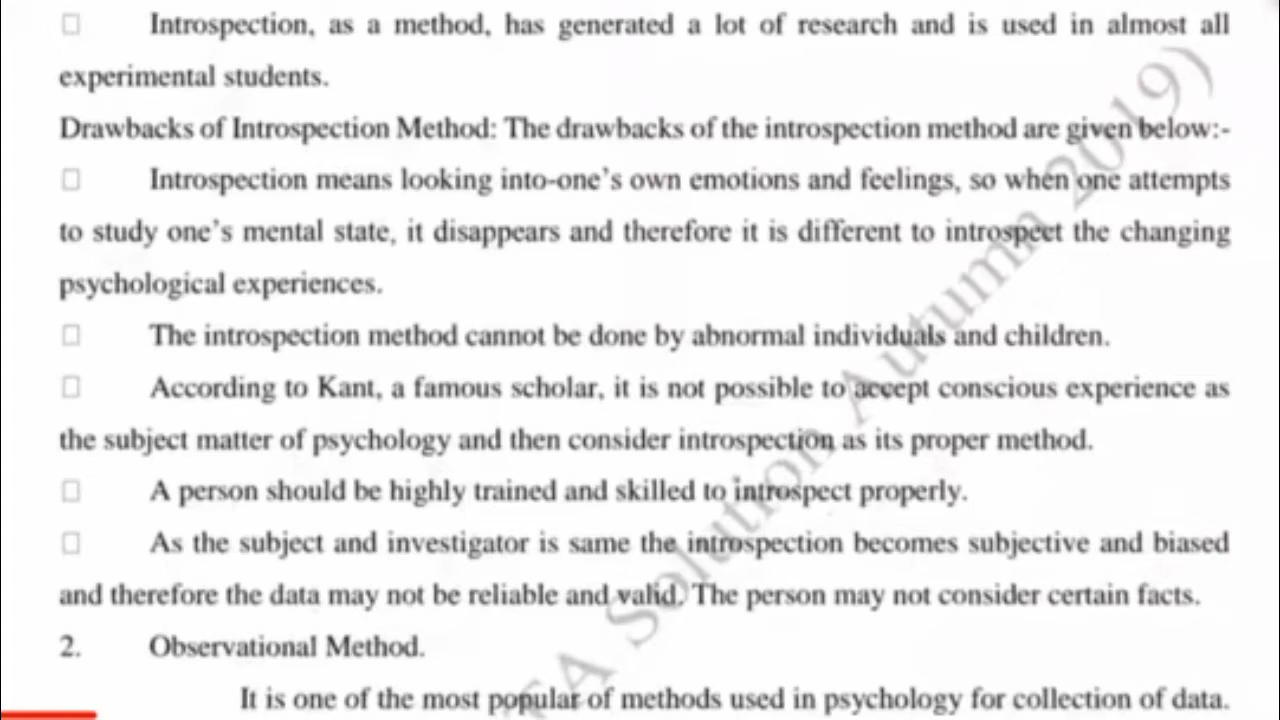 □ Introspection, as a method, has generated a lot of research and is used in almost all
experimental students.
Drawbacks of Introspection Method: The drawbacks of the introspection method are given below:-
□ Introspection means looking into-one's own emotions and feelings, so when one attempts
to study one's mental state, it disappears and therefore it is different to introspect the changing
psychological experiences.
□ The introspection method cannot be done by abnormal individuals and children.
□ According to Kant, a famous scholar, it is not possible to accept conscious experience as
the subject matter of psychology and then consider introspection as its proper method.
□ A person should be highly trained and skilled to introspect properly.
□ As the subject and investigator is same the introspection becomes subjective and biased
and therefore the data may not be reliable and valid. The person may not consider certain facts.
2. Observational Method.
It is one of the most popular of methods used in psychology for collection of data.
TA Solution Autumn 2019)